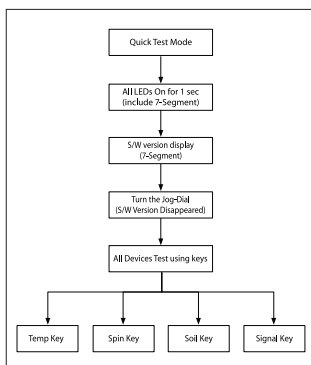 Quick Test Mode
All LEDs On for 1 sec
(include 7-Segment)
S/W version display
(7-Segment)
Turn the Jog-Dial
(S/W Version Disappeared)
All Devices Test using keys
Temp Key
Spin Key
Soil Key
Signal Key